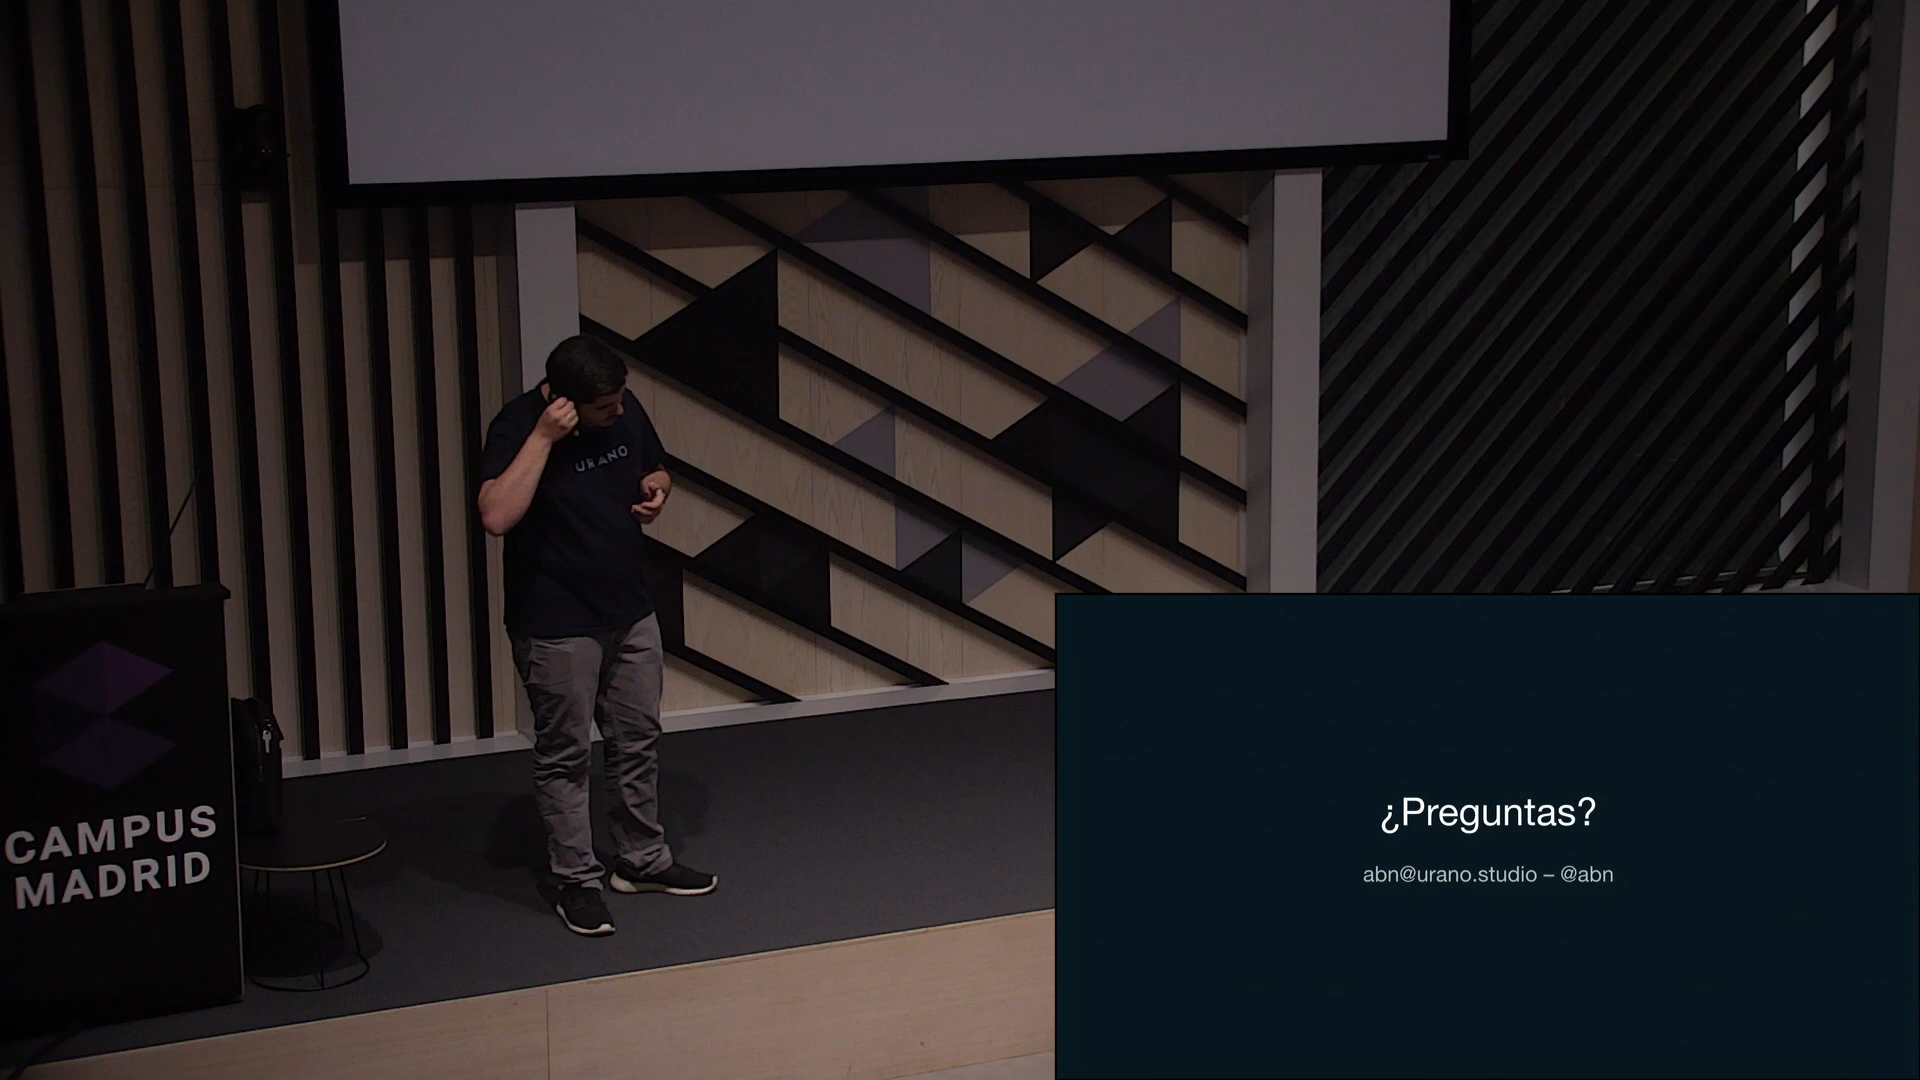 URANO
CAMPUS
MADRID
¿Preguntas?
abn@urano.studio – @abn